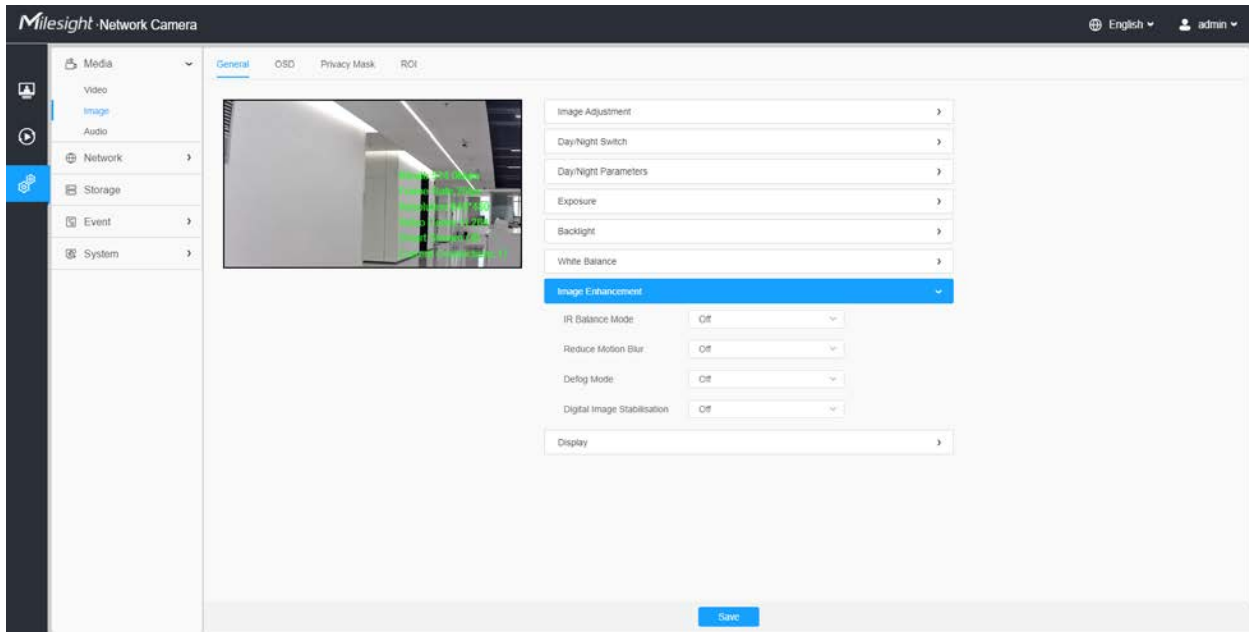 Milesight ·Network Camera
English
admin
Media
Video
Image
Audio
Network
Storage
Event
System
General OSD Privacy Mask ROI
Image Adjustment
Day/Night Switch
Day/Night Parameters
Exposure
Backlight
White Balance
Image Enhancement
IR Balance Mode Off
Reduce Motion Blur Off
Defog Mode Off
Digital Image Stabilisation Off
Display
Save